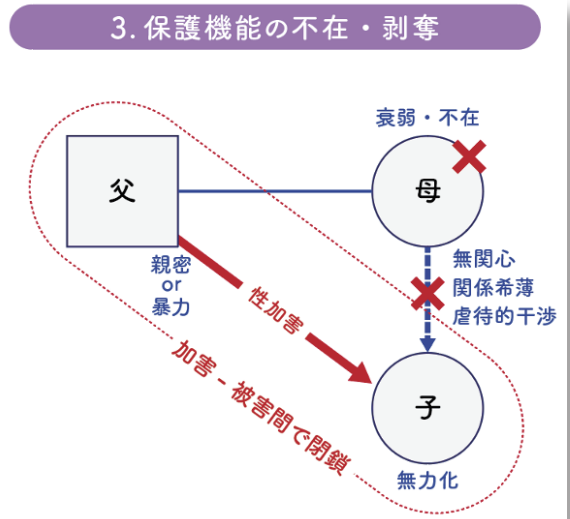 3. 保護機能の不在・剥奪
衰弱・不在
父
母
親密
or
暴力
無関心
関係希薄
虐待的干渉
性加害
加害 - 被害間で閉鎖
子
無力化